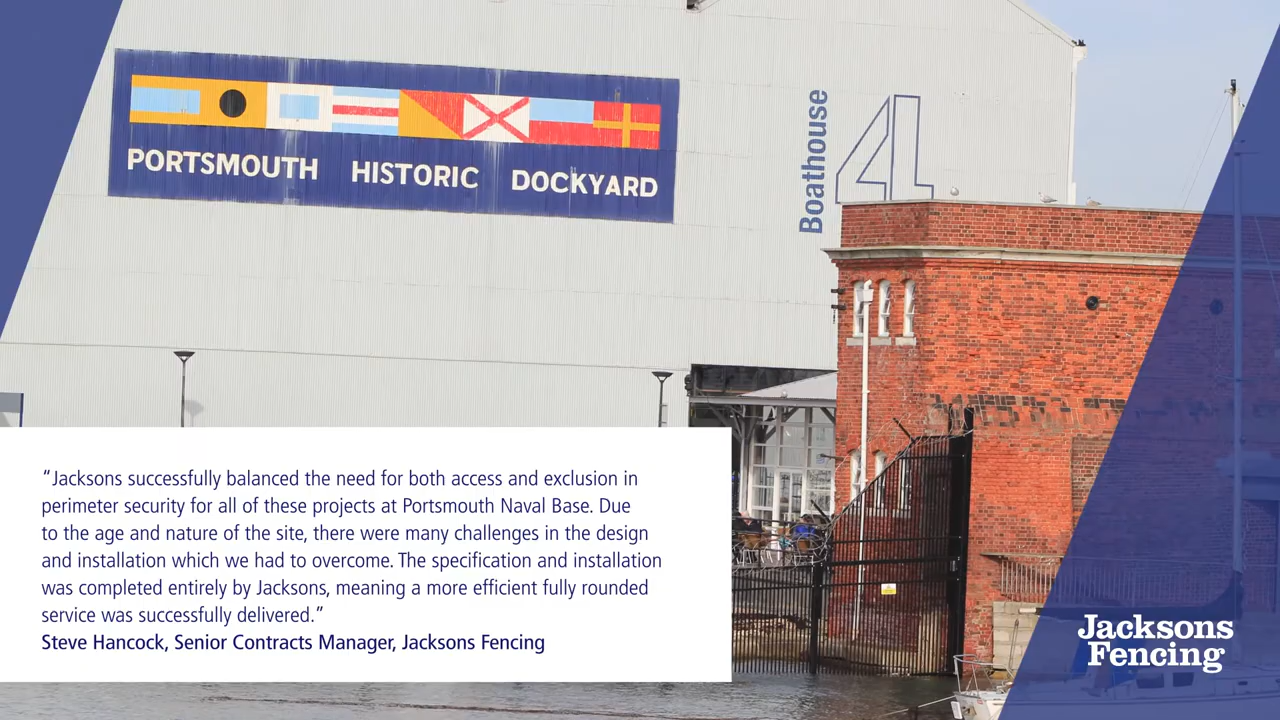 PORTSMOUTH HISTORIC DOCKYARD
Boathouse
4
“Jacksons successfully balanced the need for both access and exclusion in
perimeter security for all of these projects at Portsmouth Naval Base. Due
to the age and nature of the site, there were many challenges in the design
and installation which we had to overcome. The specification and installation
was completed entirely by Jacksons, meaning a more efficient fully rounded
service was successfully delivered.”
Steve Hancock, Senior Contracts Manager, Jacksons Fencing
Jacksons
Fencing